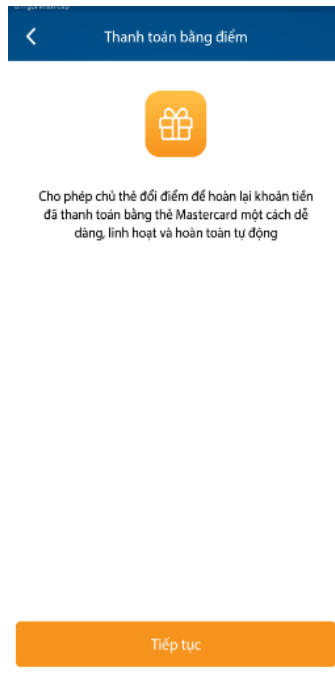 Thanh toán bằng điểm
Cho phép chủ thẻ đổi điểm để hoàn lại khoản tiền
đã thanh toán bằng thẻ Mastercard một cách dễ
dàng, linh hoạt và hoàn toàn tự động
Tiếp tục